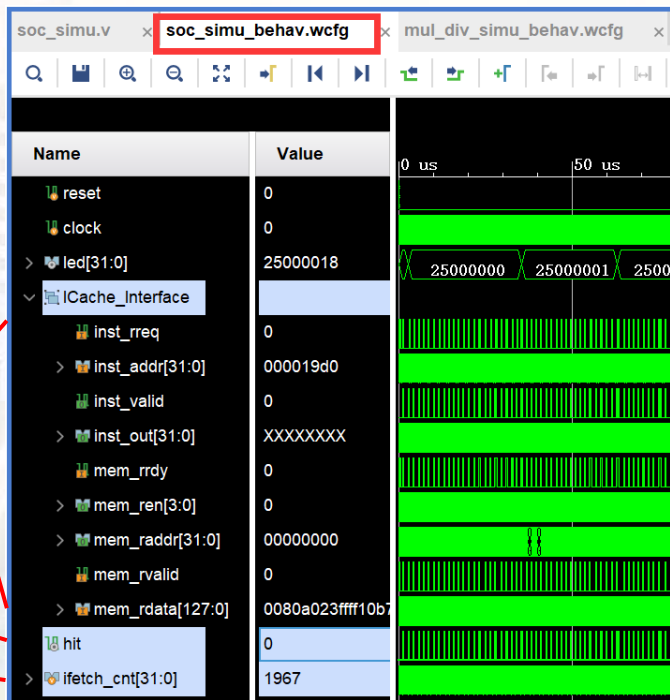 soc_simu.v × soc_simu_behav.wcfg × mul_div_simu_behav.wcfg ×
Name Value
0 us 50 us
reset 0
clock 0
led[31:0] 25000018 25000000 25000001 2500
ICache_Interface
inst_rreq 0
inst_addr[31:0] 000019d0
inst_valid 0
inst_out[31:0] XXXXXXXX
mem_rrdy 0
mem_ren[3:0] 0
mem_raddr[31:0] 00000000
mem_rvalid 0
mem_rdata[127:0] 0080a023ffff10b7
hit 0
ifetch_cnt[31:0] 1967